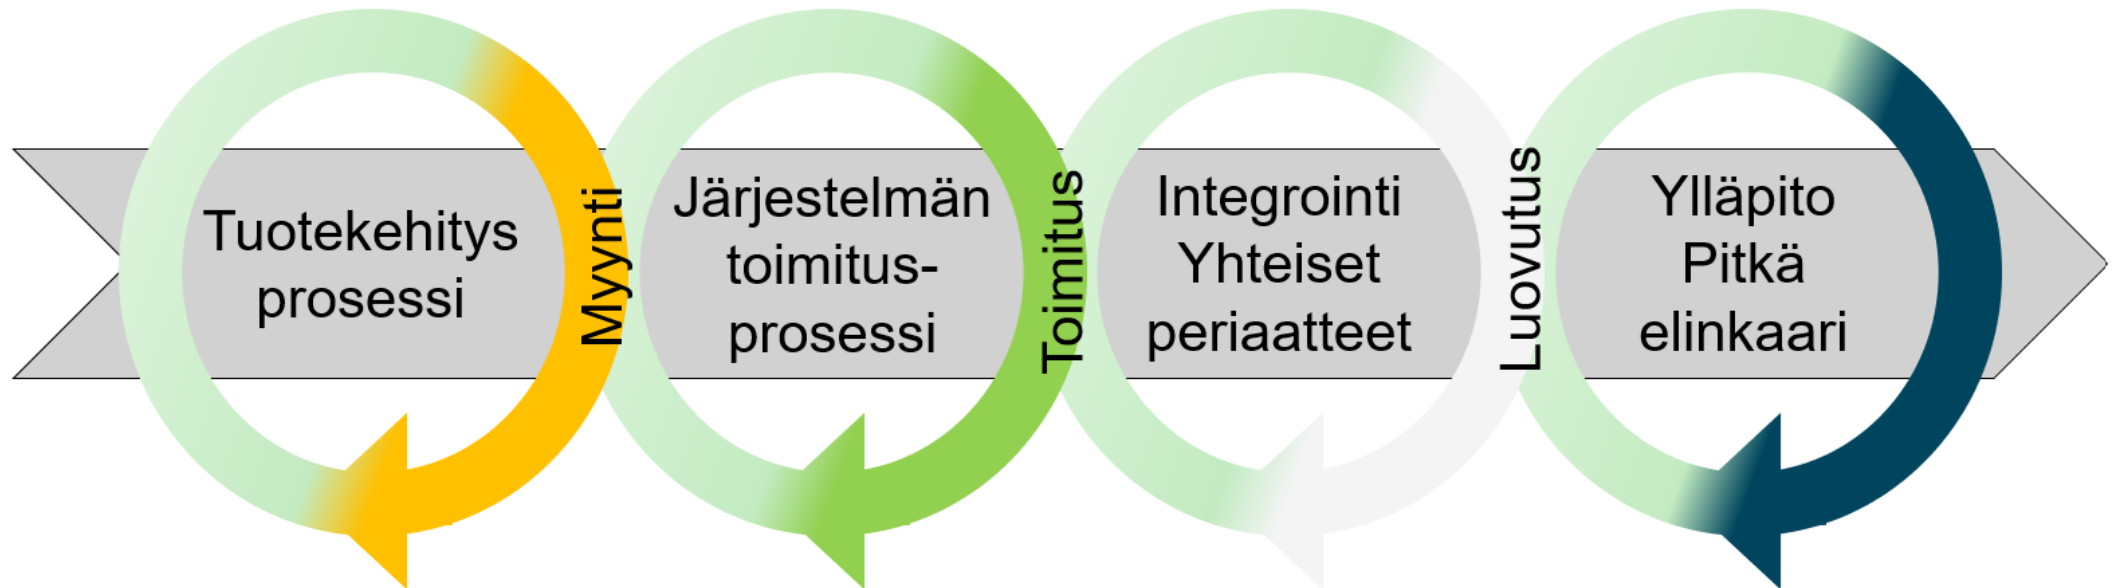 Tuotekehitys
prosessi
Myynti
Järjestelmän
toimitus-
prosessi
Toimitus
Integrointi
Yhteiset
periaatteet
Luovutus
Ylläpito
Pitkä
elinkaari